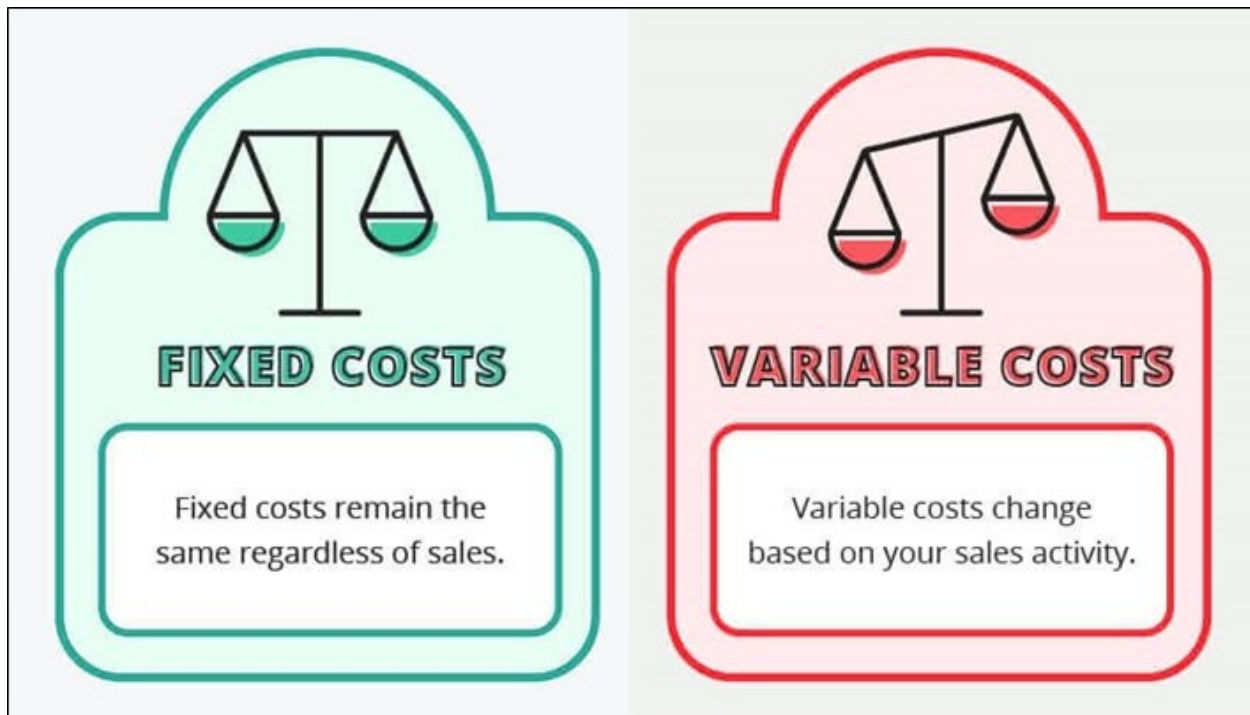 FIXED COSTS
Fixed costs remain the
same regardless of sales.
VARIABLE COSTS
Variable costs change
based on your sales activity.